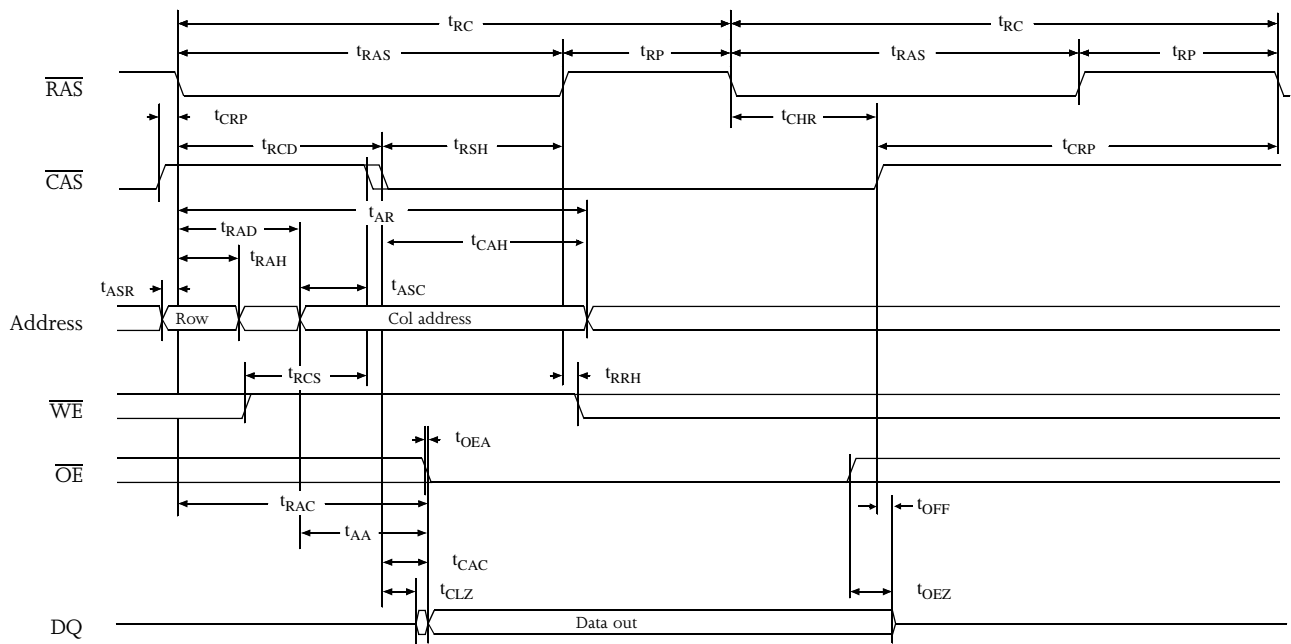 tRC tRC
tRAS tRP tRAS tRP
RAS
tCRP tCHR
tRCD tRSH tCRP
CAS
tAR
tRAD tCAH
tRAH
tASR tASC
Address Row Col address
tRCS tRRH
WE
tOEA
OE
tRAC tOFF
tAA
tCAC
tCLZ tOEZ
DQ Data out